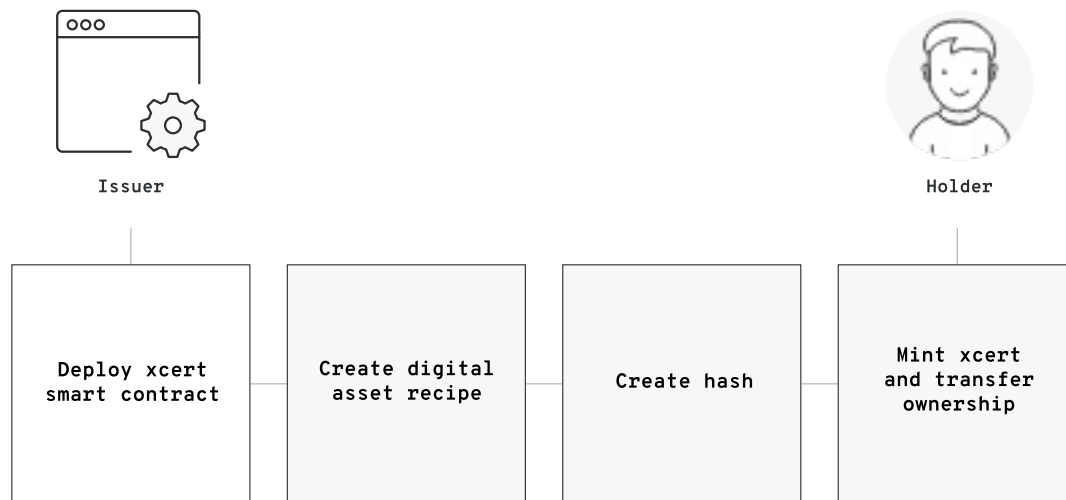 Issuer
Holder
Deploy xcert
smart contract
Create digital
asset recipe
Create hash
Mint xcert
and transfer
ownership